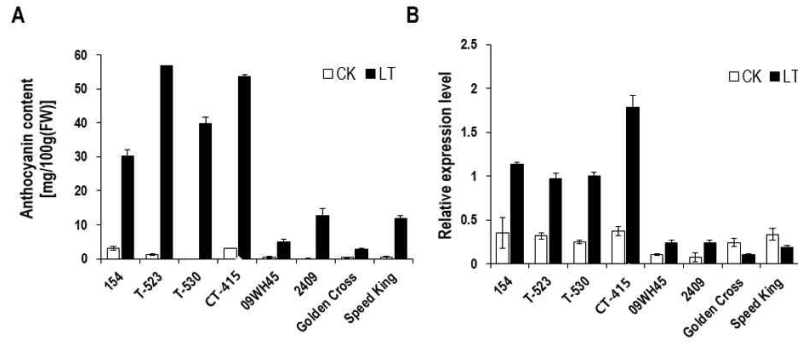 A
Anthocyanin content
[mg/100g(FW)]
60
50
40
30
20
10
0
CK LT
154
T-523
T-530
CT-415
09WH45
2409
Golden Cross
Speed King
B
Relative expression level
2.5
2
1.5
1
0.5
0
CK LT
154
T-523
T-530
CT-415
09WH45
2409
Golden Cross
Speed King